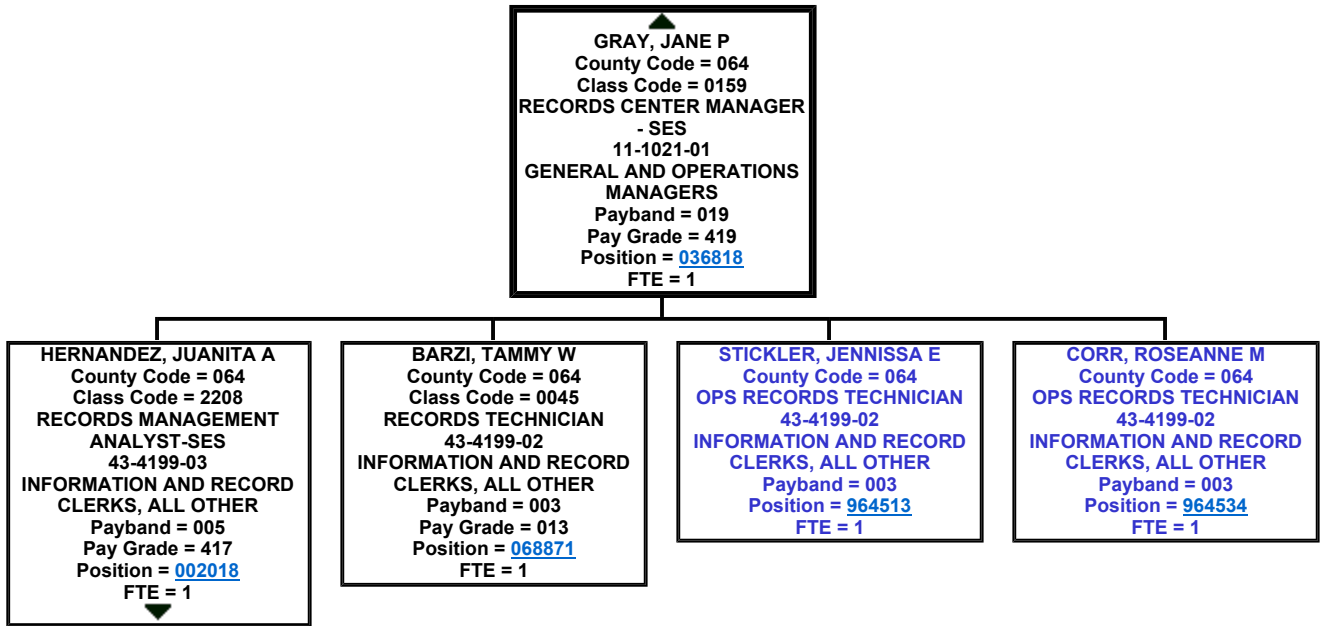 GRAY, JANE P
County Code = 064
Class Code = 0159
RECORDS CENTER MANAGER
- SES
11-1021-01
GENERAL AND OPERATIONS
MANAGERS
Payband = 019
Pay Grade = 419
Position = 036818
FTE = 1
HERNANDEZ, JUANITA A
County Code = 064
Class Code = 2208
RECORDS MANAGEMENT
ANALYST-SES
43-4199-03
INFORMATION AND RECORD
CLERKS, ALL OTHER
Payband = 005
Pay Grade = 417
Position = 002018
FTE = 1
BARZI, TAMMY W
County Code = 064
Class Code = 0045
RECORDS TECHNICIAN
43-4199-02
INFORMATION AND RECORD
CLERKS, ALL OTHER
Payband = 003
Pay Grade = 013
Position = 068871
FTE = 1
STICKLER, JENNISSA E
County Code = 064
OPS RECORDS TECHNICIAN
43-4199-02
INFORMATION AND RECORD
CLERKS, ALL OTHER
Payband = 003
Position = 964513
FTE = 1
CORR, ROSEANNE M
County Code = 064
OPS RECORDS TECHNICIAN
43-4199-02
INFORMATION AND RECORD
CLERKS, ALL OTHER
Payband = 003
Position = 964534
FTE = 1